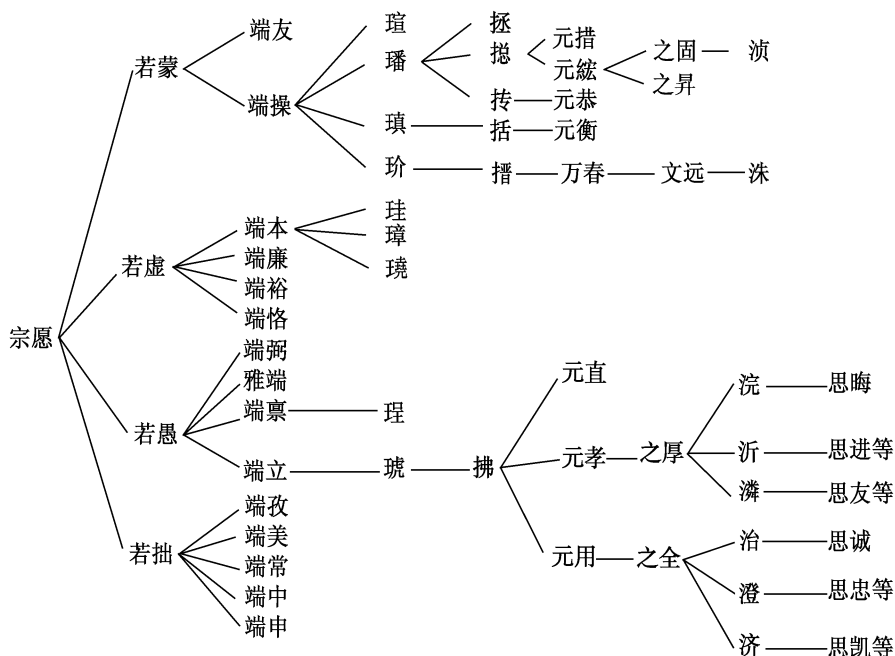 端友
瑄
拯
元措
若蒙
璠
摠
元紘
之固
浈
之昇
端操
抟
元恭
瑱
括
元衡
玠
搢
万春
文远
洙
珪
端本
璋
端廉
若虚
璄
端裕
端恪
宗愿
端弼
雅端
元直
浣
思晦
端禀
珵
若愚
元孝
之厚
沂
思进等
端立
琥
拂
潾
思友等
端孜
端美
治
思诚
若拙
元用
之全
端常
端中
澄
思忠等
端申
济
思凯等